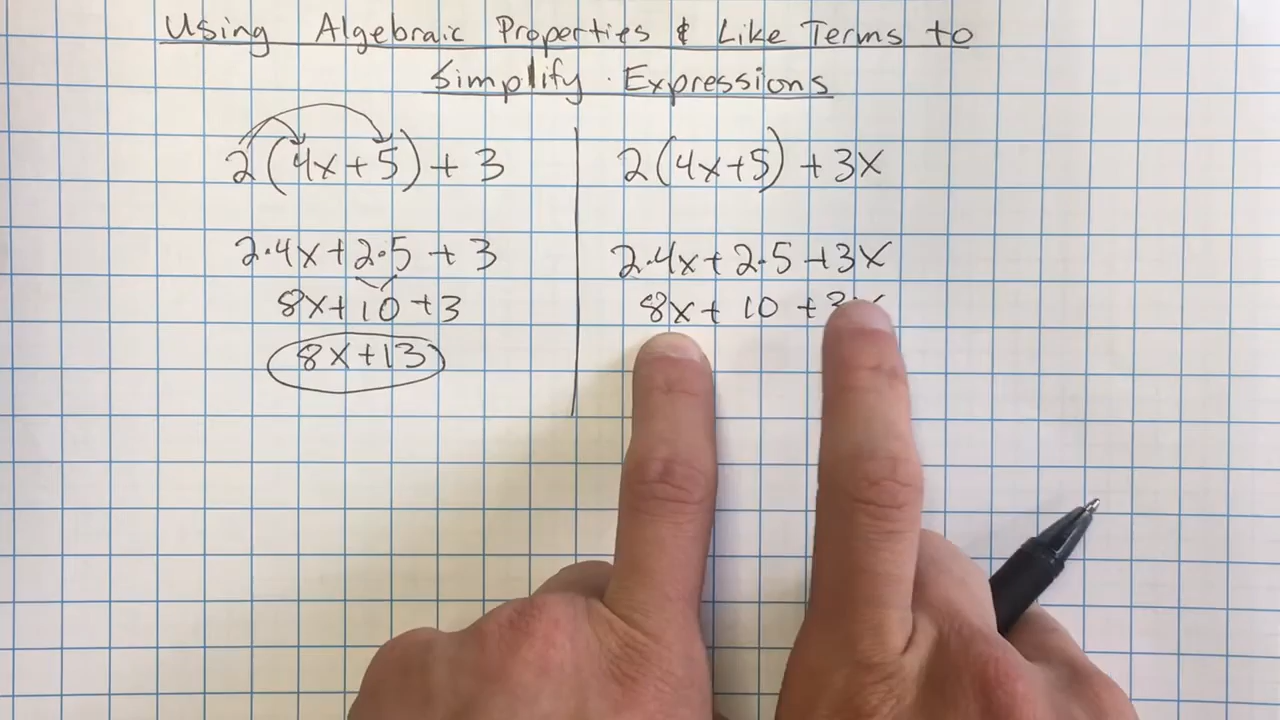 Using Algebraic Properties & Like Terms to
Simplify Expressions
2(4x+5)+3
2·4x+2·5+3
8x+10+3
8x+13
2(4x+5)+3x
2·4x+2·5+3x
8x+10+